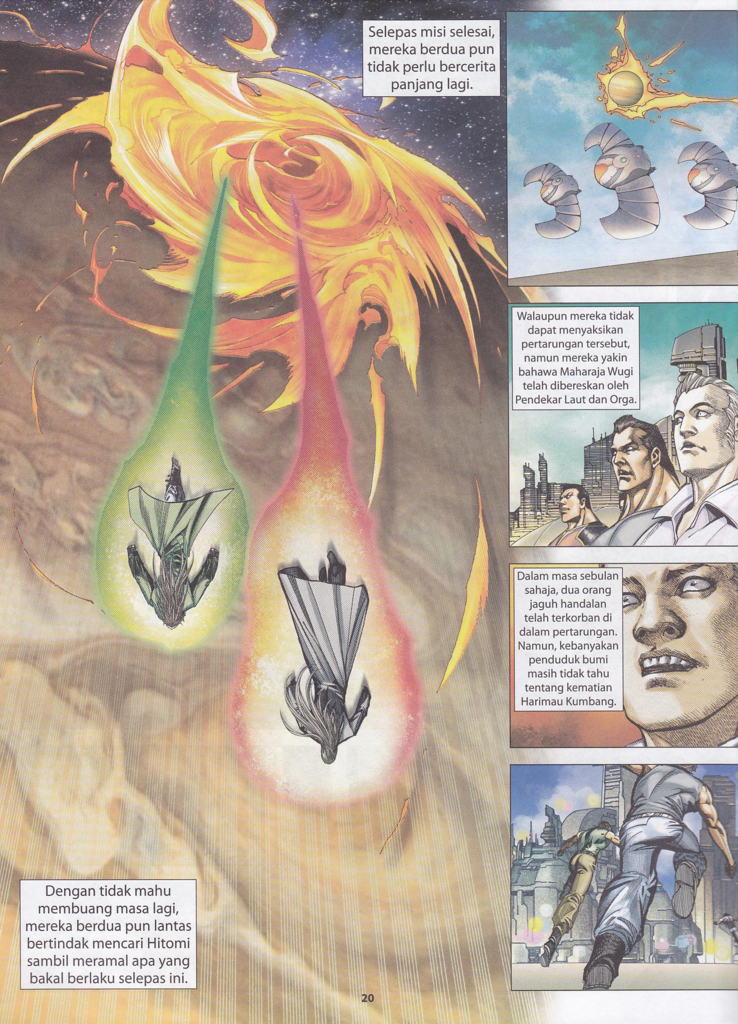 Selepas misi selesai,
mereka berdua pun
tidak perlu bercerita
panjang lagi.
Walaupun mereka tidak
dapat menyaksikan
pertarungan tersebut,
namun mereka yakin
bahawa Maharaja Wugi
telah dibereskan oleh
Pendekar Laut dan Orga.
Dalam masa sebulan
sahaja, dua orang
jaguh handalan
telah terkorban di
dalam pertarungan.
Namun, kebanyakan
penduduk bumi
masih tidak tahu
tentang kematian
Harimau Kumbang.
Dengan tidak mahu
membuang masa lagi,
mereka berdua pun lantas
bertindak mencari Hitomi
sambil meramal apa yang
bakal berlaku selepas ini.
20